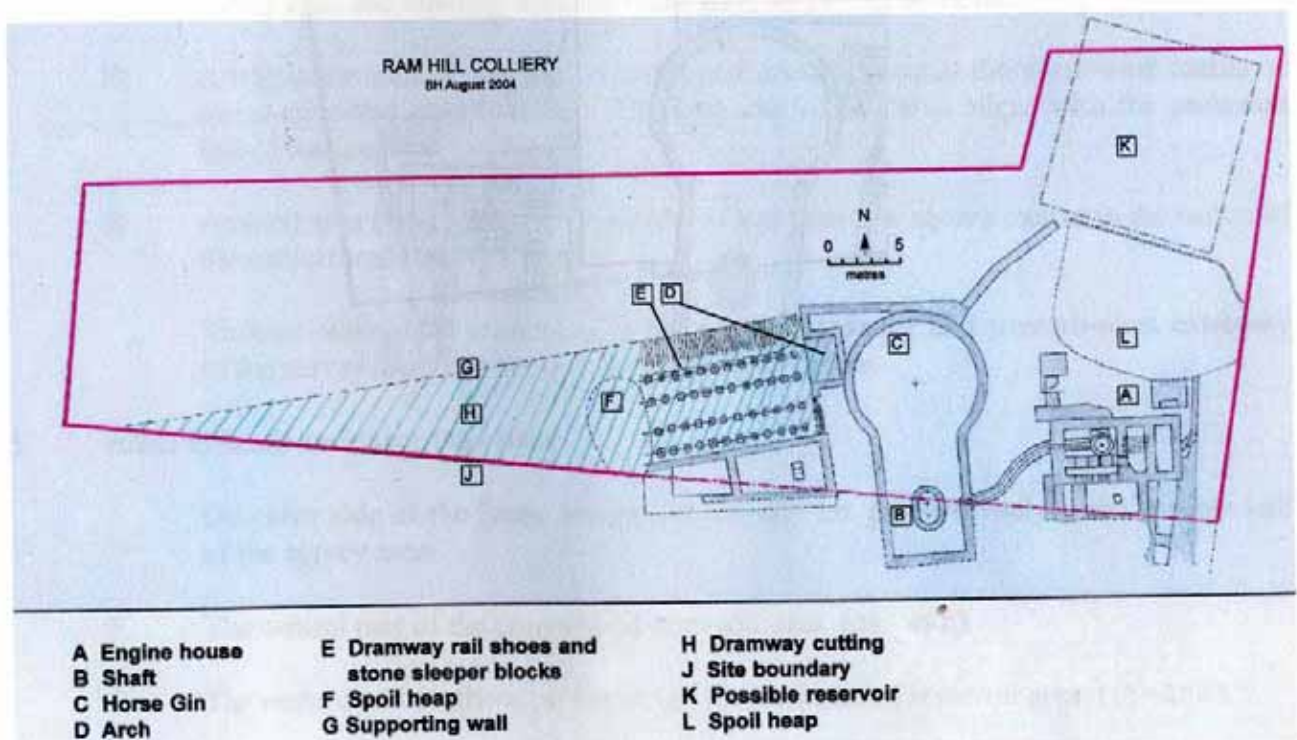 RAM HILL COLLIERY
BH August 2004
K
N
0 5
metres
E D
C
G
L
F
A
H
J
B
A Engine house
B Shaft
C Horse Gin
D Arch
E Dramway rail shoes and
stone sleeper blocks
F Spoil heap
G Supporting wall
H Dramway cutting
J Site boundary
K Possible reservoir
L Spoil heap